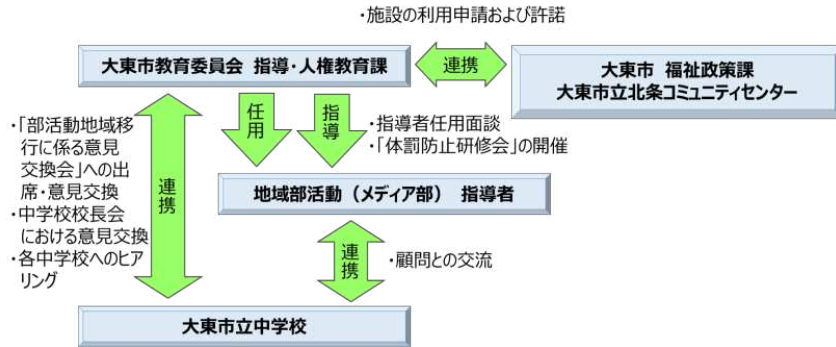 ・施設の利用申請および許諾
大東市教育委員会 指導・人権教育課
連携
大東市 福祉政策課
大東市立北条コミュニティセンター
任用
指導
・指導者任用面談
・「体罰防止研修会」の開催
・「部活動地域移
行に係る意見
交換会」への出
席・意見交換
・中学校校長会
における意見交換
・各中学校へのヒア
リング
連携
地域部活動(メディア部) 指導者
連携
・顧問との交流
大東市立中学校